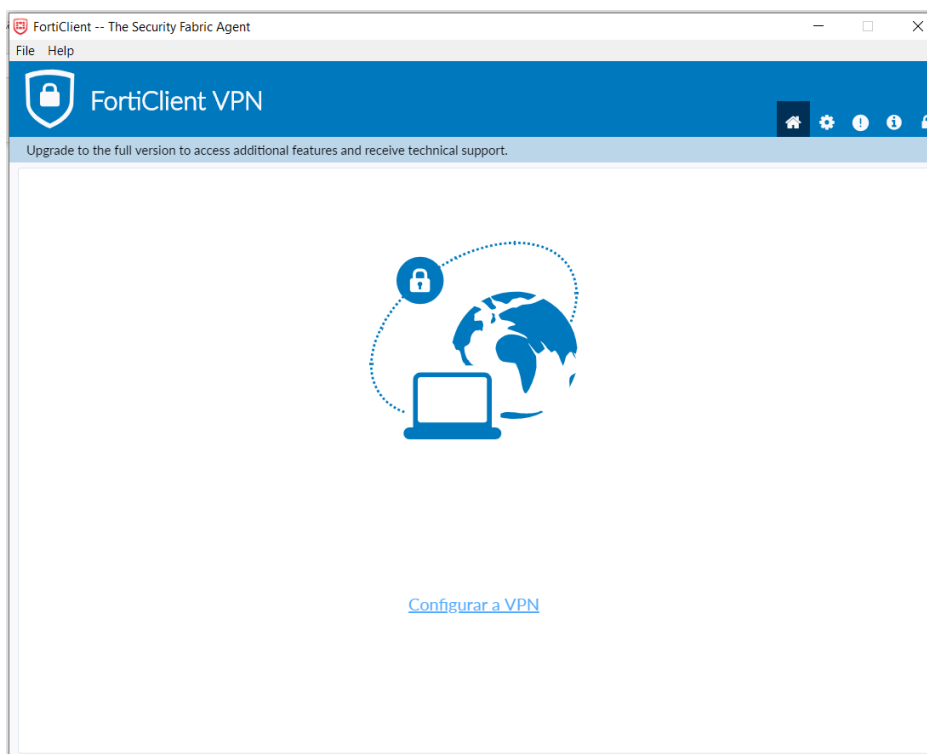 FortiClient -- The Security Fabric Agent
File Help
FortiClient VPN
Upgrade to the full version to access additional features and receive technical support.
Configurar a VPN